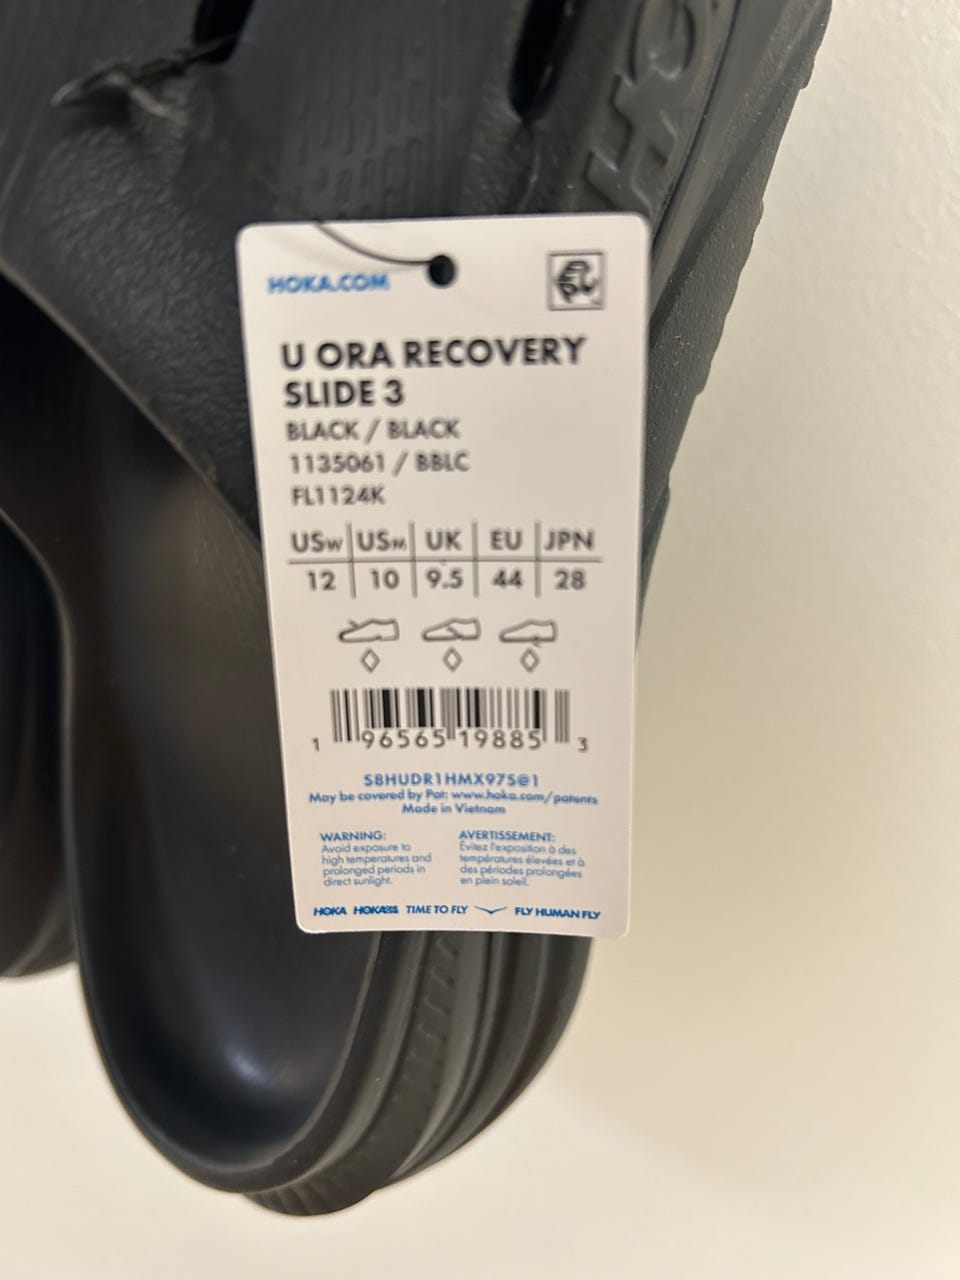 HOKA
HOKA.COM
U ORA RECOVERY
SLIDE 3
BLACK / BLACK
1135061 / BBLC
FL1124K
USW USM UK EU JPN
12 10 9.5 44 28
1 96565 19885 3
SBHUDR1HMX97S@1
May be covered by Pat: www.hoka.com/patents
Made in Vietnam
WARNING:
Avoid exposure to
high temperatures and
prolonged periods in
direct sunlight.
AVERTISSEMENT:
Évitez l'exposition à des
températures élevées et à
des périodes prolongées
en plein soleil.
HOKA HOKA TIME TO FLY FLY HUMAN FLY